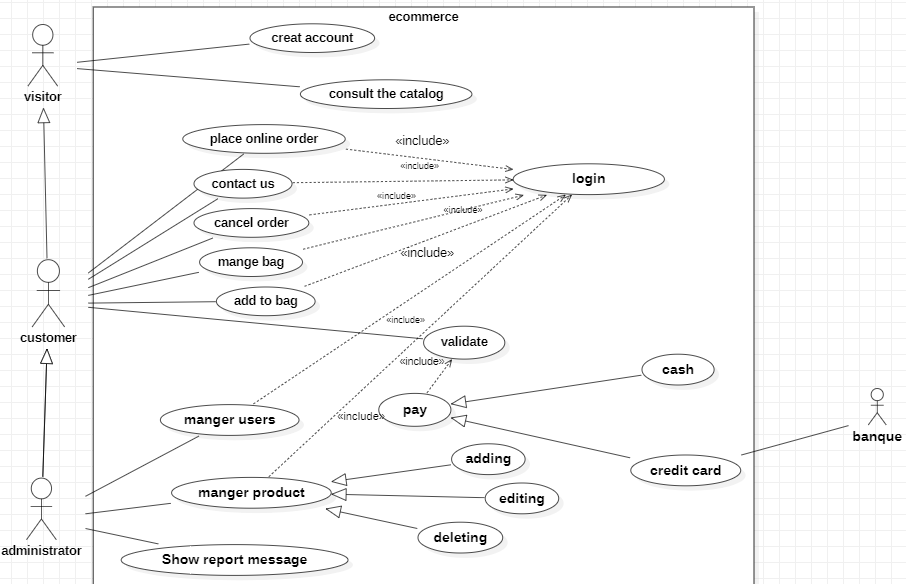 ecommerce
creat account
visitor
consult the catalog
place online order
«include»
«include»
contact us
login
«include»
«include»
cancel order
«include»
mange bag
add to bag
«include»
customer
validate
«include»
cash
pay
«include»
manger users
banque
adding
credit card
manger product
editing
deleting
administrator
Show report message